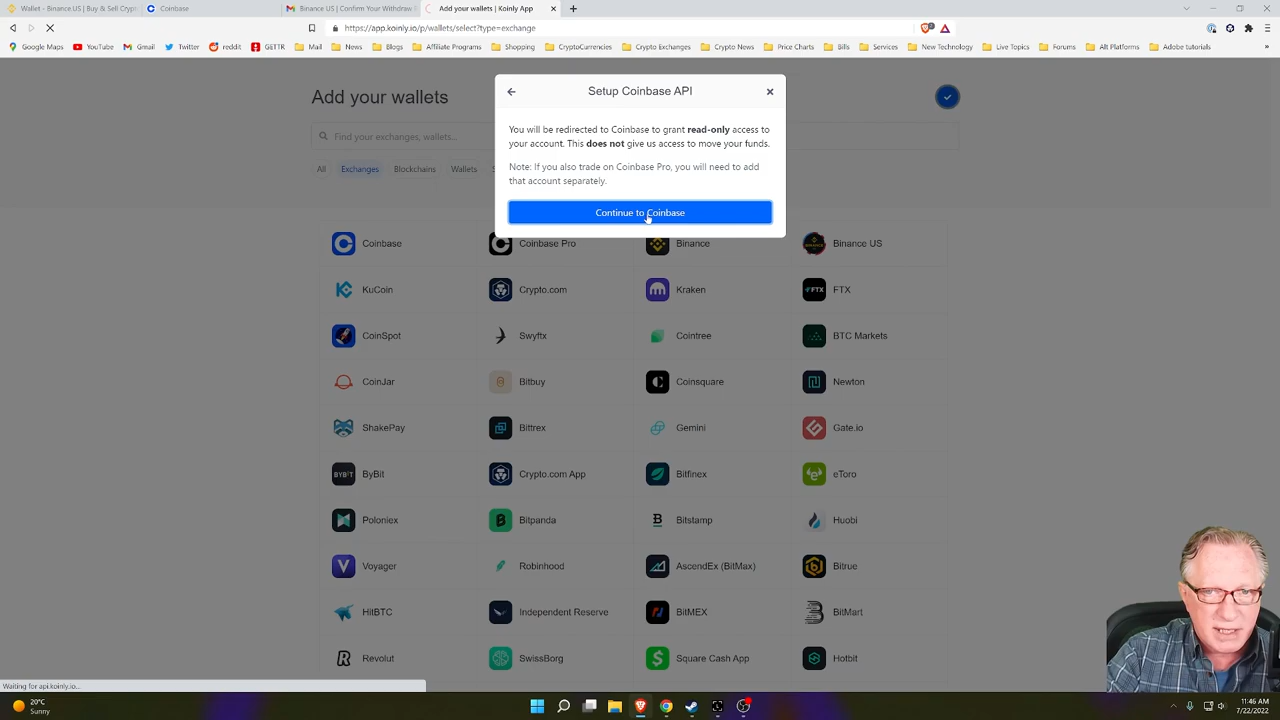 Wallet - Binance.US | Buy & Sell Crypt
Coinbase
Binance US | Confirm Your Withdraw
Add your wallets | Koinly App
https://app.koinly.io/p/wallets/select?type=exchange
Google Maps
YouTube
Gmail
Twitter
reddit
GETTR
Mail
News
Blogs
Affiliate Programs
Shopping
CryptoCurrencies
Crypto Exchanges
Crypto News
Price Charts
Bills
Services
New Technology
Live Topics
Forums
Alt Platforms
Adobe tutorials
Add your wallets
Find your exchanges, wallets...
All
Exchanges
Blockchains
Wallets
Setup Coinbase API
You will be redirected to Coinbase to grant read-only access to
your account. This does not give us access to move your funds.
Note: If you also trade on Coinbase Pro, you will need to add
that account separately.
Continue to Coinbase
Coinbase
Coinbase Pro
Binance
Binance US
KuCoin
Crypto.com
Kraken
FTX
CoinSpot
Swyftx
Cointree
BTC Markets
CoinJar
Bitbuy
Coinsquare
Newton
ShakePay
Bittrex
Gemini
Gate.io
ByBit
Crypto.com App
Bitfinex
eToro
Poloniex
Bitpanda
Bitstamp
Huobi
Voyager
Robinhood
AscendEx (BitMax)
Bitrue
HitBTC
Independent Reserve
BitMEX
BitMart
Revolut
SwissBorg
Square Cash App
Hotbit
Waiting for api.koinly.io...
20°C
Sunny
11:46 AM
7/22/2022